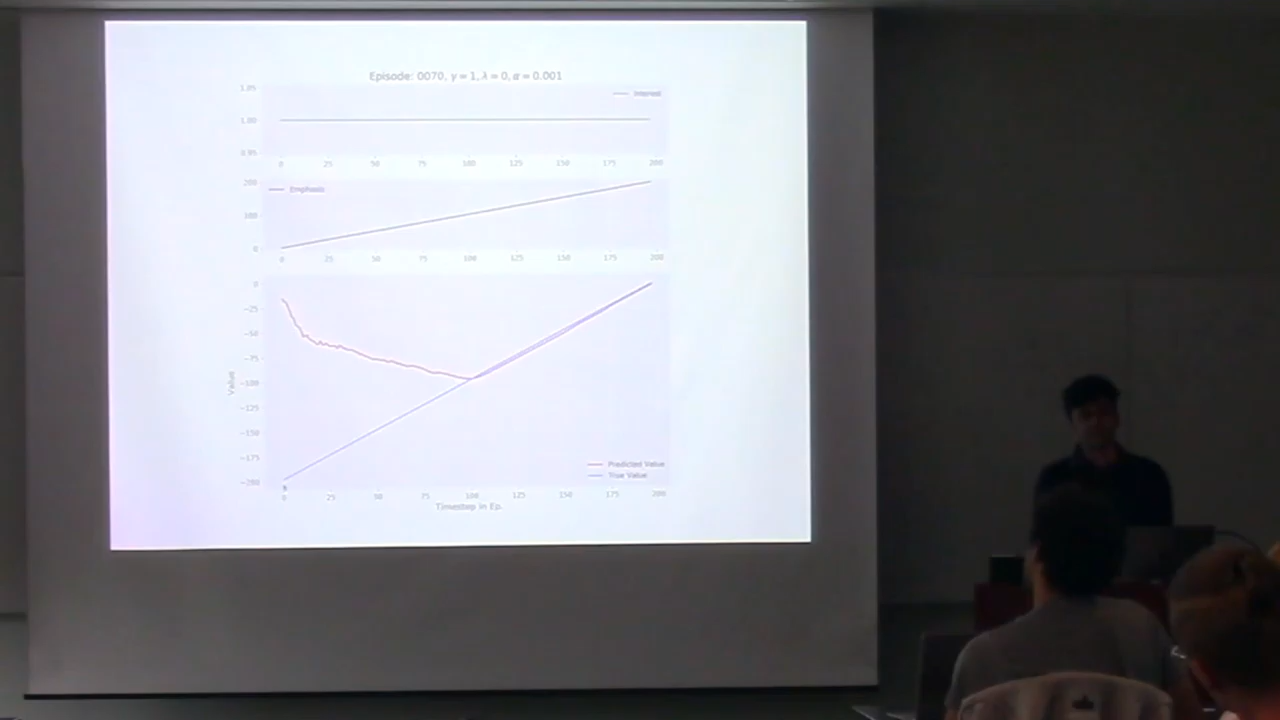 Episode: 0070, γ = 1, λ = 0, α = 0.001
1.05
1.00
0.95
Interest
0 25 50 75 100 125 150 175 200
200
100
0
Emphasis
0 25 50 75 100 125 150 175 200
0
−25
−50
−75
−100
−125
−150
−175
−200
Value
Predicted Value
True Value
0 25 50 75 100 125 150 175 200
Timestep in Ep.